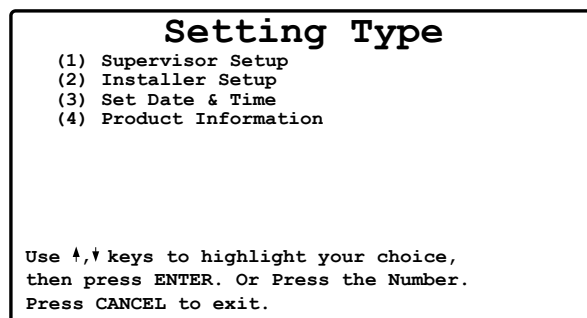 Setting Type
(1) Supervisor Setup
(2) Installer Setup
(3) Set Date & Time
(4) Product Information
Use ↑,↓ keys to highlight your choice,
then press ENTER. Or Press the Number.
Press CANCEL to exit.